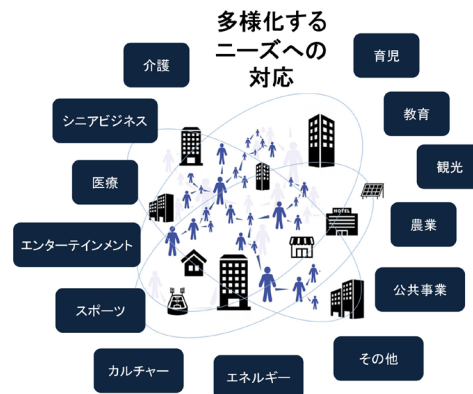 多様化する
ニーズへの
対応
介護
育児
シニアビジネス
教育
医療
観光
エンターテインメント
農業
HOTEL
スポーツ
公共事業
カルチャー
エネルギー
その他